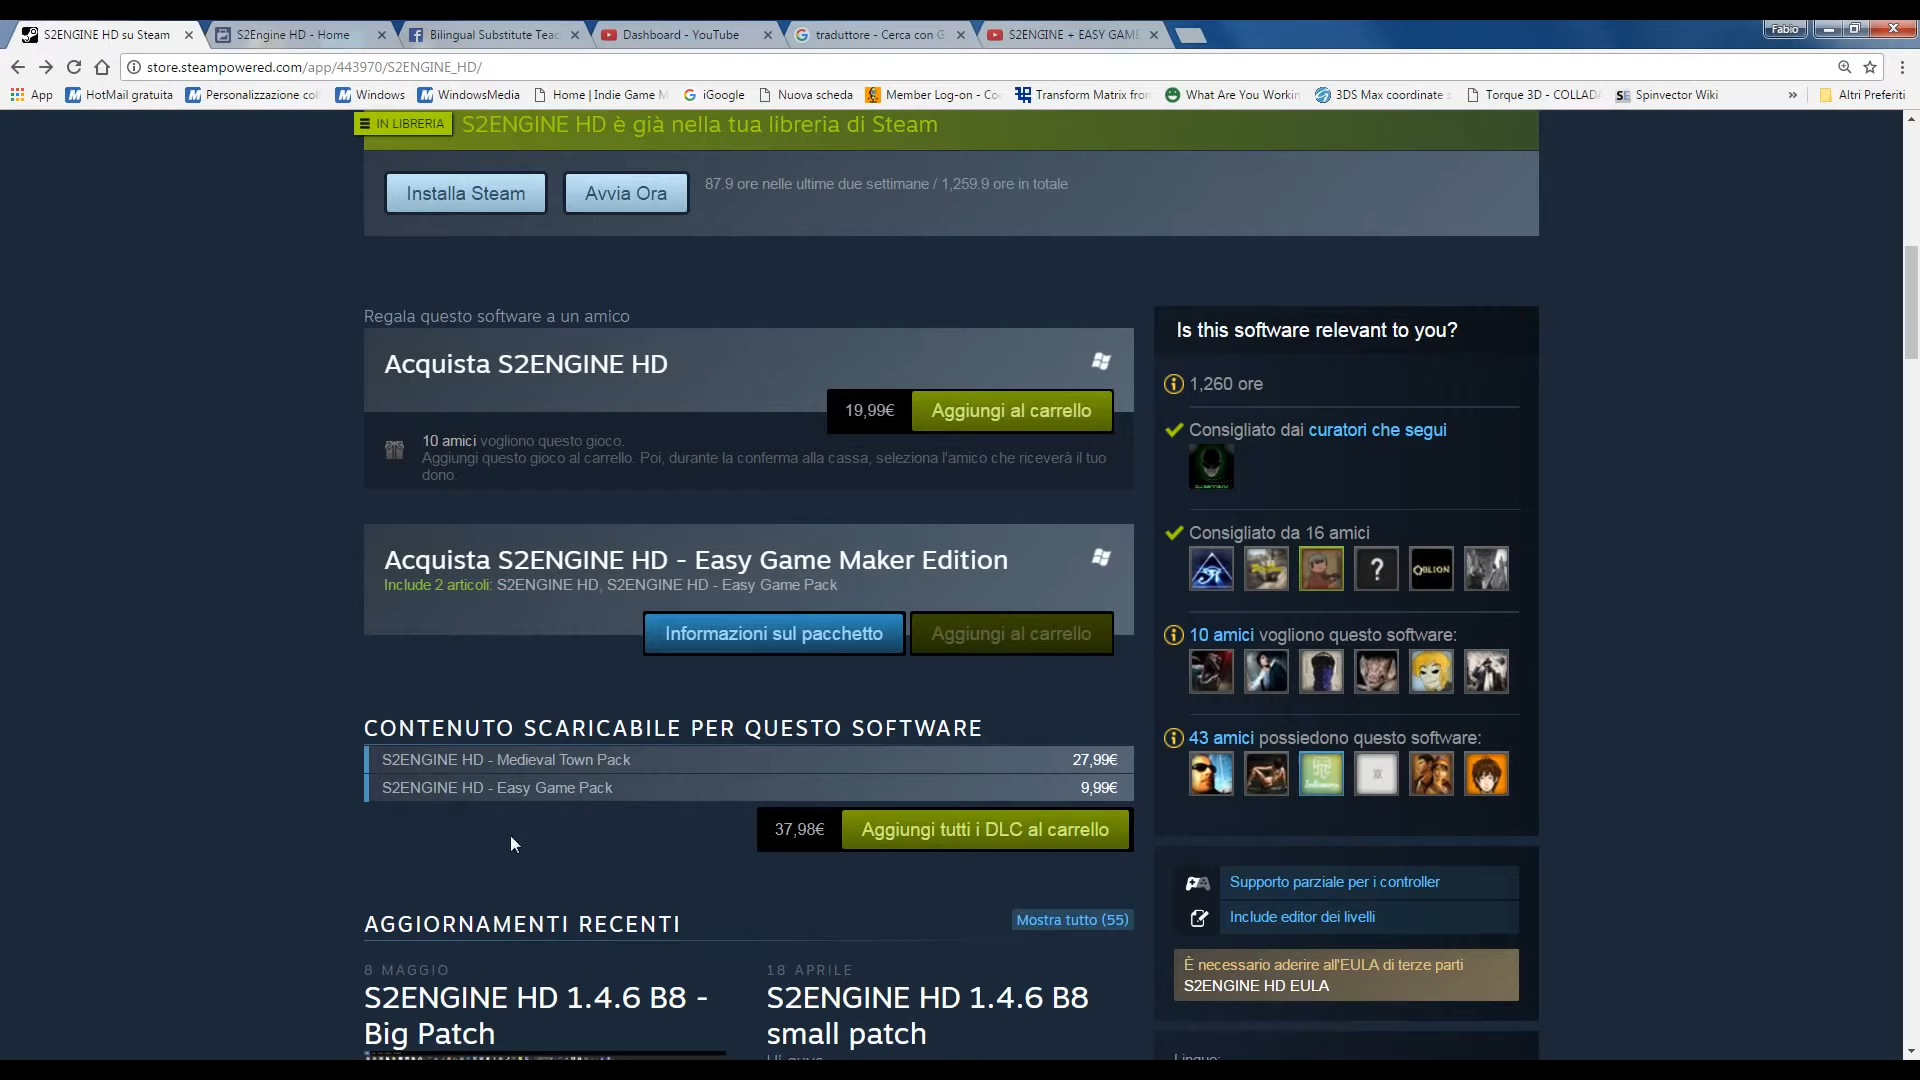 S2ENGINE HD su Steam
S2Engine HD - Home
Bilingual Substitute Teac
Dashboard - YouTube
traduttore - Cerca con G
S2ENGINE + EASY GAME
Fabio
store.steampowered.com/app/443970/S2ENGINE_HD/
App
HotMail gratuita
Personalizzazione col
Windows
WindowsMedia
Home | Indie Game M
iGoogle
Nuova scheda
Member Log-on - Co
Transform Matrix from
What Are You Workin
3DS Max coordinate s
Torque 3D - COLLADA
SE Spinvector Wiki
»
Altri Preferiti
IN LIBRERIA
S2ENGINE HD è già nella tua libreria di Steam
Installa Steam
Avvia Ora
87.9 ore nelle ultime due settimane / 1,259.9 ore in totale
Regala questo software a un amico
Acquista S2ENGINE HD
19,99€
Aggiungi al carrello
10 amici vogliono questo gioco.
Aggiungi questo gioco al carrello. Poi, durante la conferma alla cassa, seleziona l'amico che riceverà il tuo
dono.
Acquista S2ENGINE HD - Easy Game Maker Edition
Include 2 articoli: S2ENGINE HD, S2ENGINE HD - Easy Game Pack
Informazioni sul pacchetto
Aggiungi al carrello
CONTENUTO SCARICABILE PER QUESTO SOFTWARE
S2ENGINE HD - Medieval Town Pack
27,99€
S2ENGINE HD - Easy Game Pack
9,99€
37,98€
Aggiungi tutti i DLC al carrello
AGGIORNAMENTI RECENTI
Mostra tutto (55)
8 MAGGIO
S2ENGINE HD 1.4.6 B8 -
Big Patch
18 APRILE
S2ENGINE HD 1.4.6 B8
small patch
Hi guys
Is this software relevant to you?
1,260 ore
Consigliato dai curatori che segui
Consigliato da 16 amici
?
OBLION
10 amici vogliono questo software:
43 amici possiedono questo software:
Supporto parziale per i controller
Include editor dei livelli
È necessario aderire all'EULA di terze parti
S2ENGINE HD EULA
Lingue: